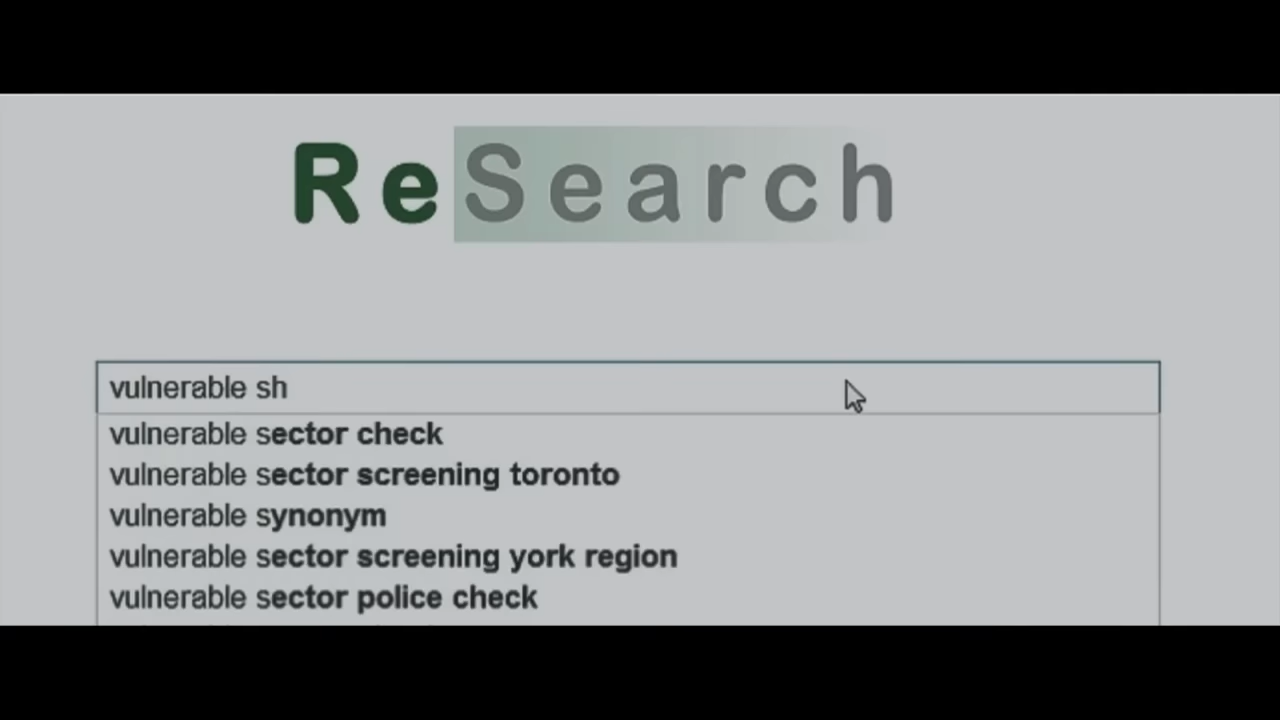 ReSearch
vulnerable sh
vulnerable sector check
vulnerable sector screening toronto
vulnerable synonym
vulnerable sector screening york region
vulnerable sector police check